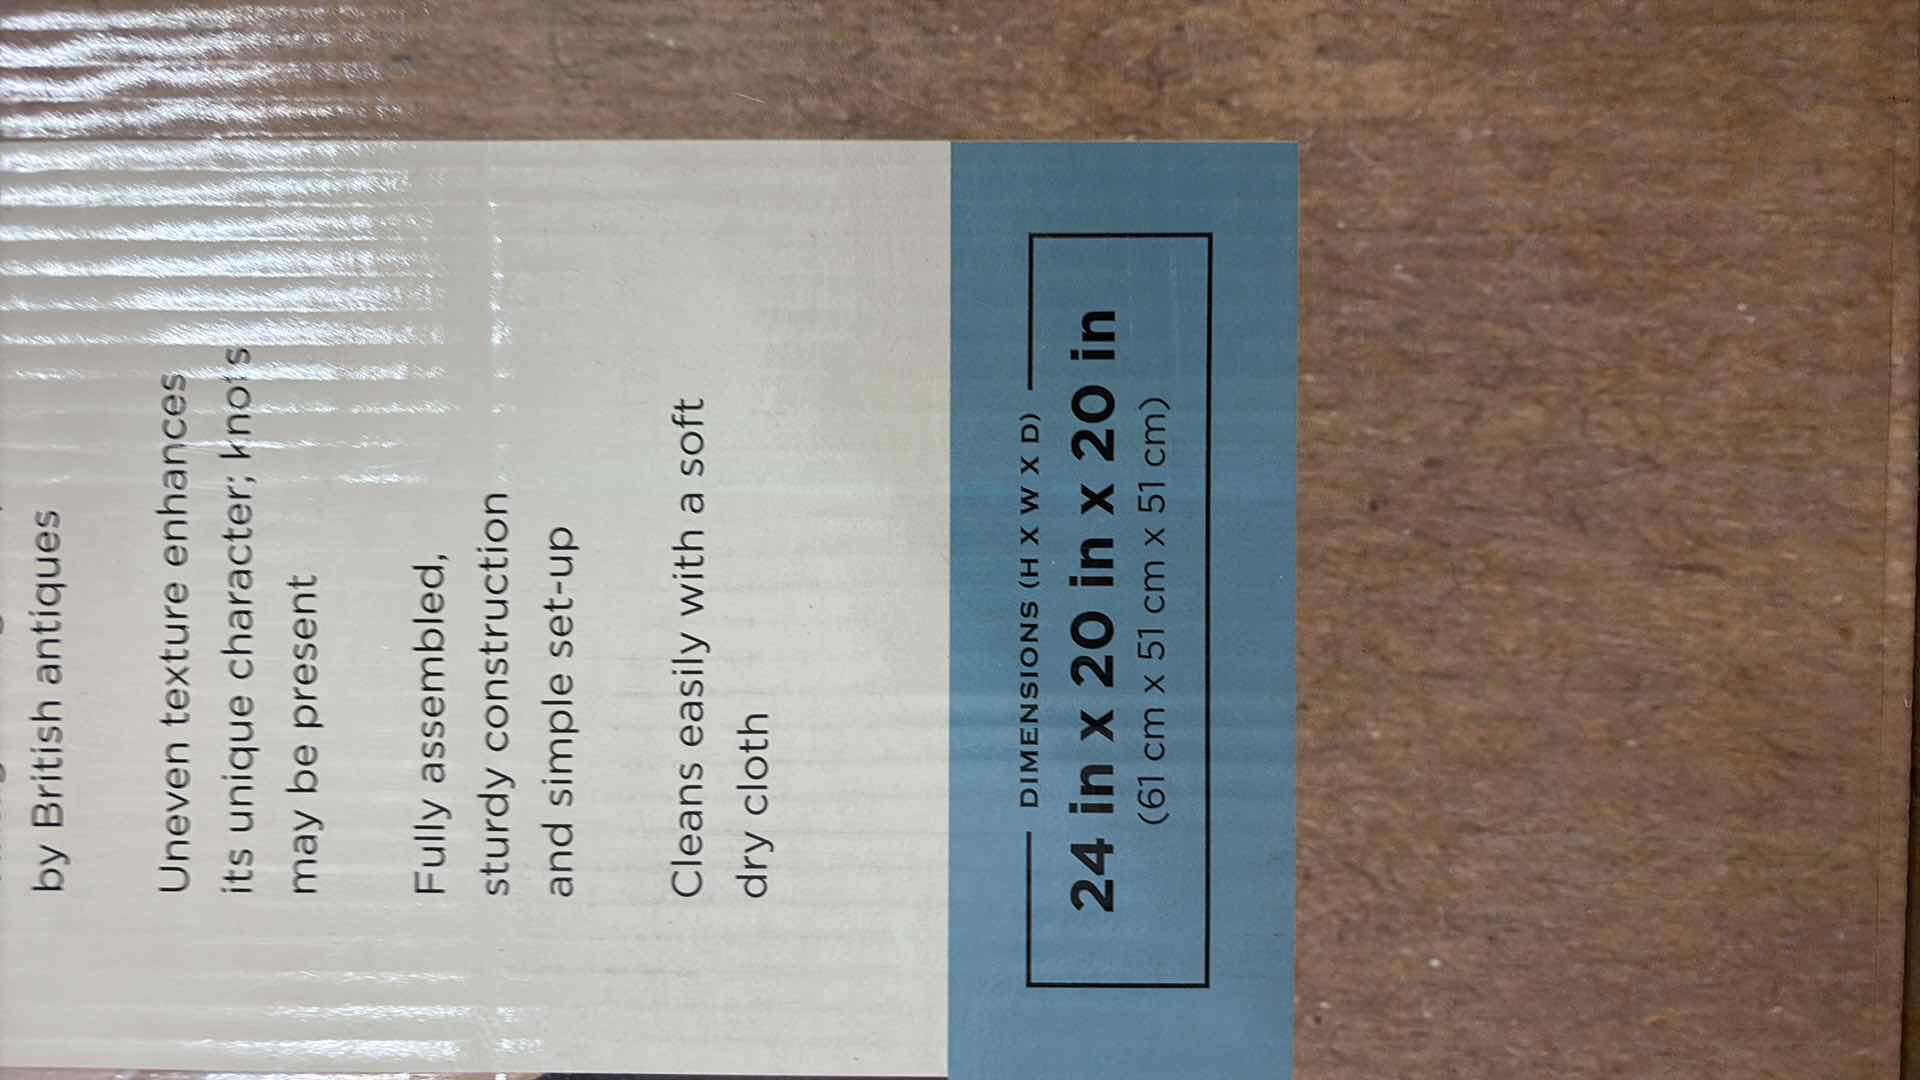 by British antiques
Uneven texture enhances
its unique character; knots
may be present
Fully assembled,
sturdy construction
and simple set-up
Cleans easily with a soft
dry cloth
DIMENSIONS (H X W X D)
24 in x 20 in x 20 in
(61 cm x 51 cm x 51 cm)